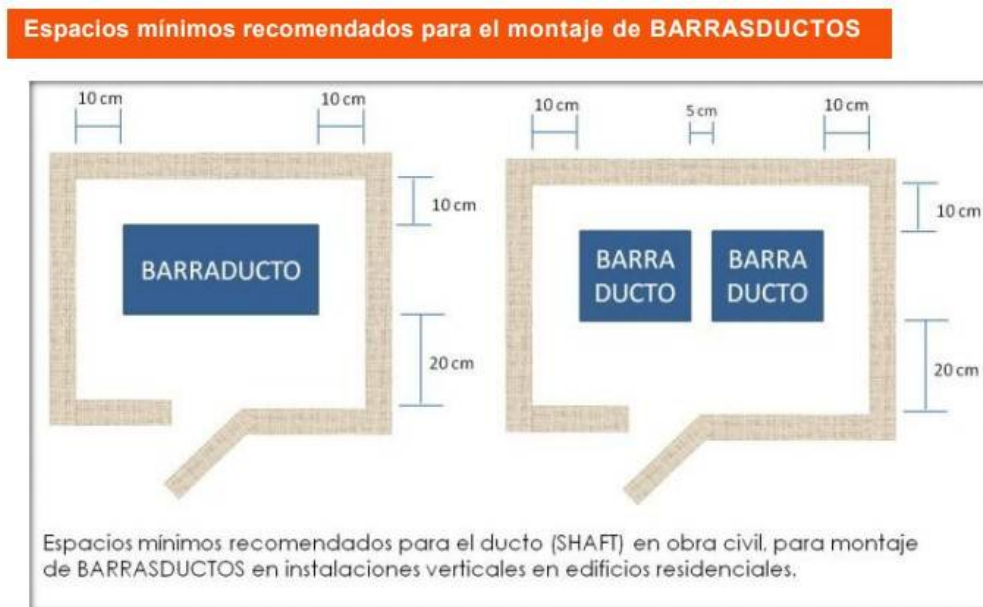 Espacios mínimos recomendados para el montaje de BARRASDUCTOS
10 cm
10 cm
10 cm
BARRADUCTO
20 cm
10 cm
5 cm
10 cm
10 cm
BARRA
DUCTO
BARRA
DUCTO
20 cm
Espacios mínimos recomendados para el ducto (SHAFT) en obra civil, para montaje
de BARRASDUCTOS en instalaciones verticales en edificios residenciales.